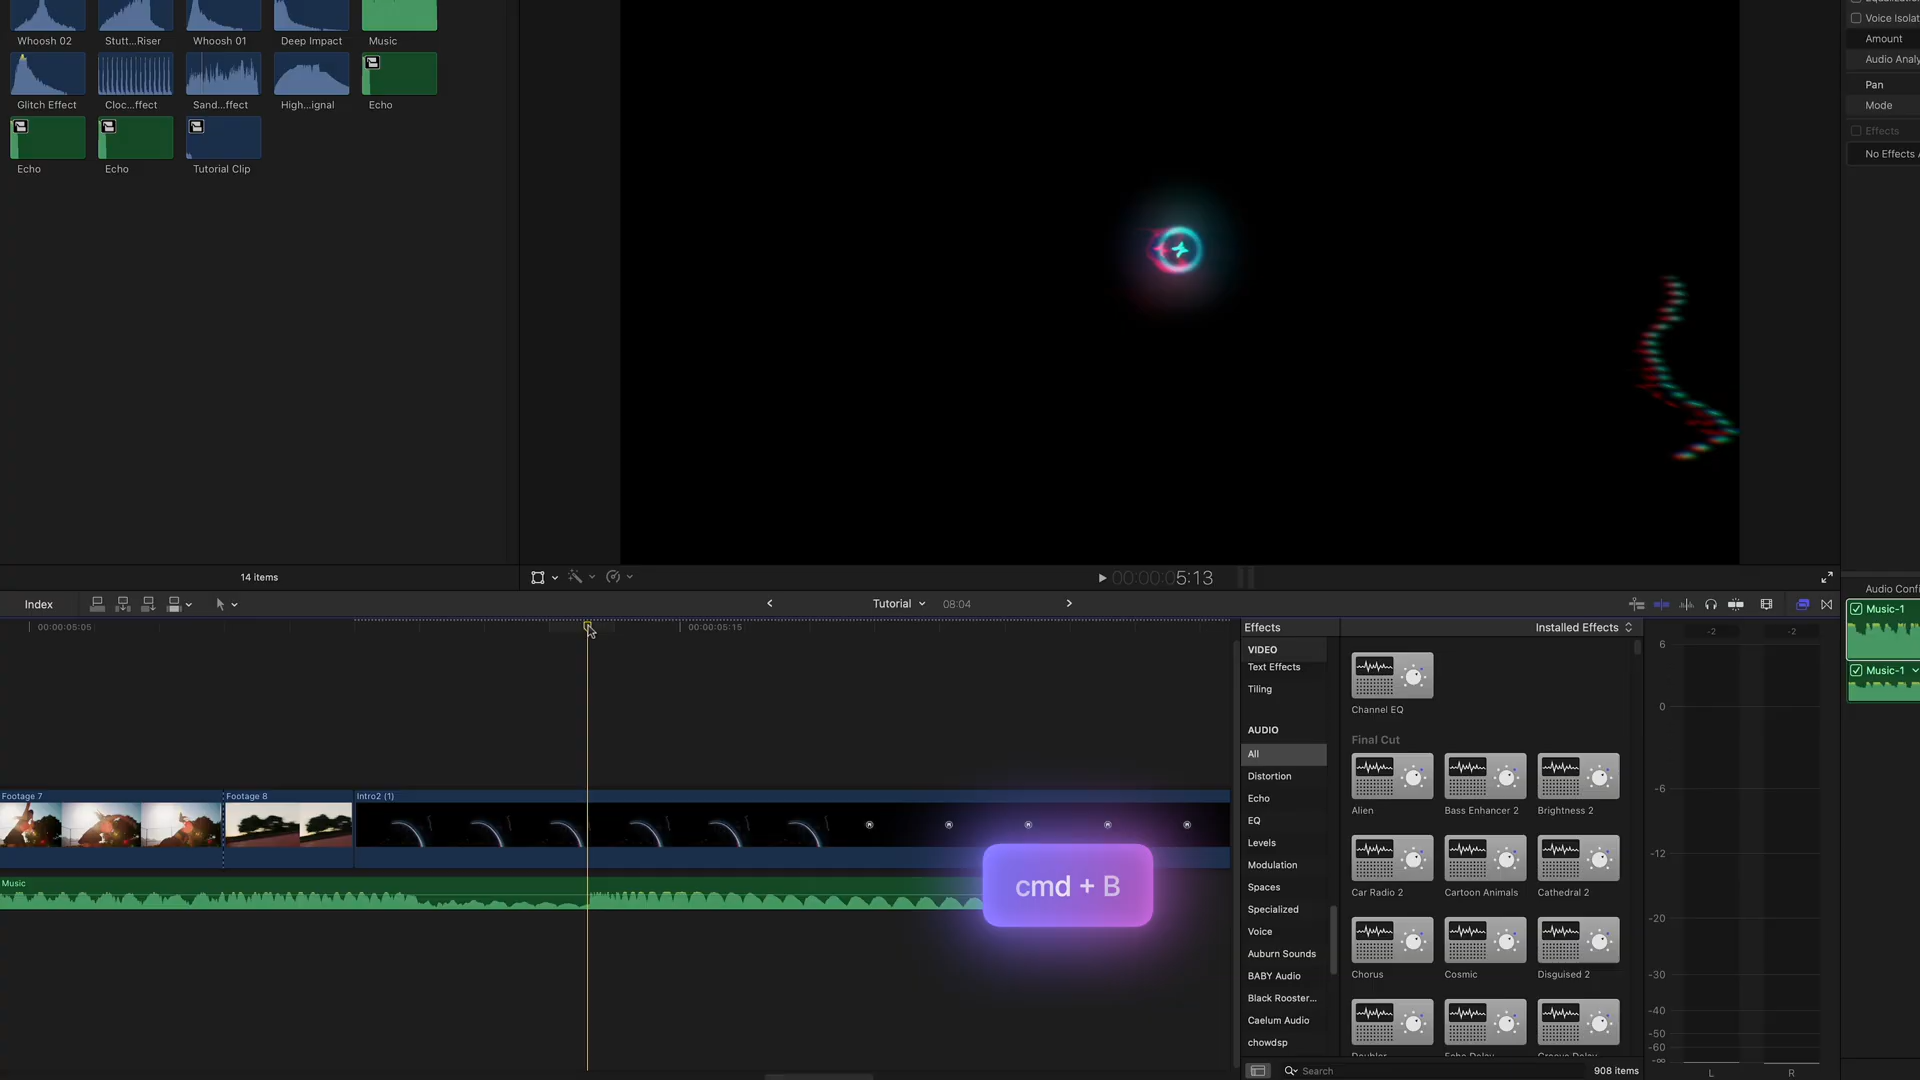 Whoosh 02
Stutt...Riser
Whoosh 01
Deep Impact
Music
Glitch Effect
Cloc...ffect
Sand...ffect
High...ignal
Echo
Echo
Echo
Tutorial Clip
14 items
00:00:00:05:13
Voice Isolat
Amount
Audio Analy
Pan
Mode
Effects
No Effects A
Audio Confi
Music-1
Music-1
Index
Tutorial
08:04
00:00:05:05
00:00:05:15
Footage 7
Footage 8
Intro2 (1)
Music
cmd + B
Effects
Installed Effects
VIDEO
Text Effects
Tiling
AUDIO
All
Distortion
Echo
EQ
Levels
Modulation
Spaces
Specialized
Voice
Auburn Sounds
BABY Audio
Black Rooster...
Caelum Audio
chowdsp
Channel EQ
Final Cut
Alien
Bass Enhancer 2
Brightness 2
Car Radio 2
Cartoon Animals
Cathedral 2
Chorus
Cosmic
Disguised 2
Search
908 items
-2
-2
6
0
-6
-12
-20
-30
-40
-50
-60
-∞
L
R